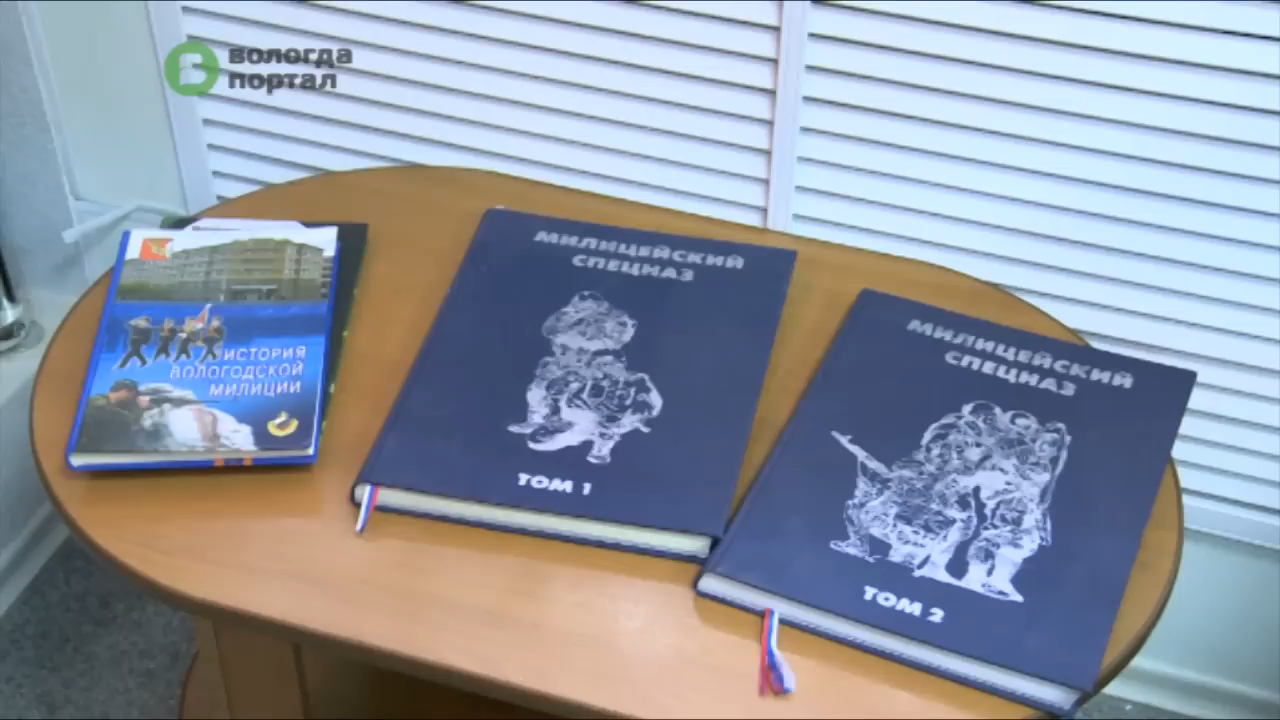 вологда
портал
ИСТОРИЯ
ВОЛОГОДСКОЙ
МИЛИЦИИ
МИЛИЦЕЙСКИЙ
СПЕЦНАЗ
ТОМ 1
МИЛИЦЕЙСКИЙ
СПЕЦНАЗ
ТОМ 2